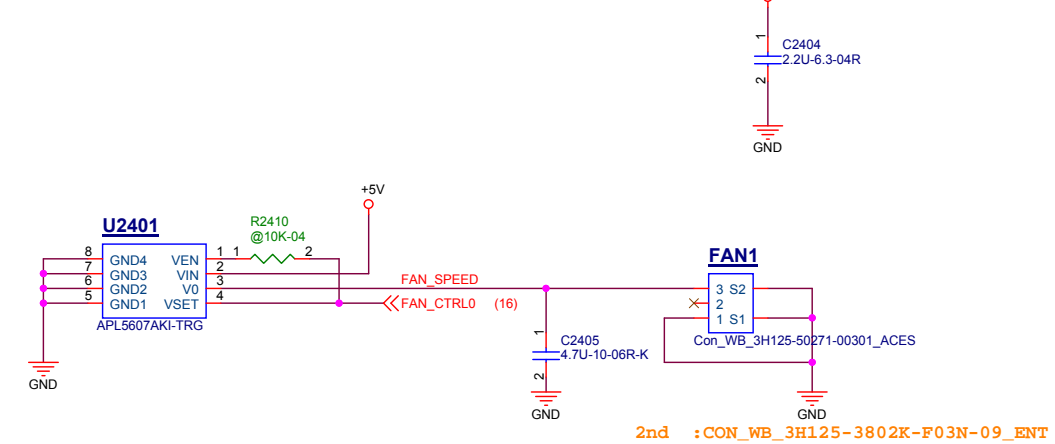 1
C2404
2.2U-6.3-04R
2
GND
+5V
U2401
R2410
@10K-04
8 GND4 VEN 1 1 2
7 GND3 VIN 2
6 GND2 V0 3 FAN_SPEED
5 GND1 VSET 4 FAN_CTRL0 (16)
APL5607AKI-TRG
GND
FAN1
3 S2
2
1 S1
Con_WB_3H125-50271-00301_ACES
1
C2405
4.7U-10-06R-K
2
GND
GND
2nd :CON_WB_3H125-3802K-F03N-09_ENT